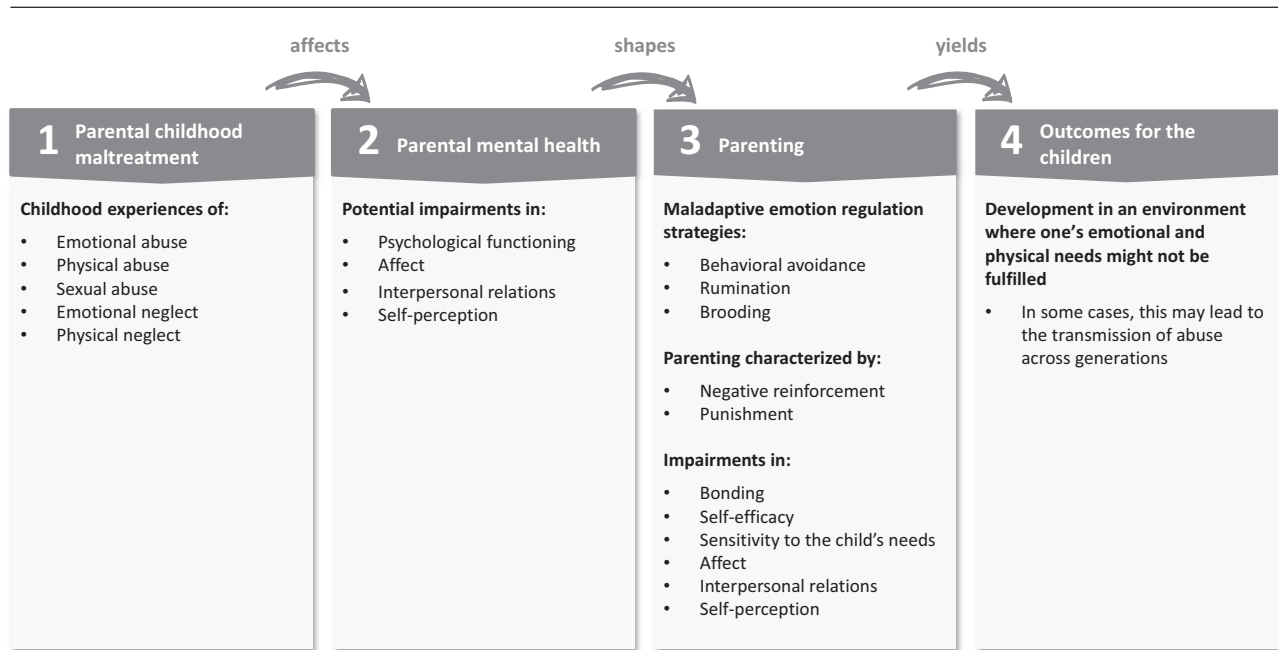 affects
shapes
yields
1 Parental childhood
maltreatment
2 Parental mental health
3 Parenting
4 Outcomes for the
children
Childhood experiences of:
• Emotional abuse
• Physical abuse
• Sexual abuse
• Emotional neglect
• Physical neglect
Potential impairments in:
• Psychological functioning
• Affect
• Interpersonal relations
• Self-perception
Maladaptive emotion regulation
strategies:
• Behavioral avoidance
• Rumination
• Brooding
Parenting characterized by:
• Negative reinforcement
• Punishment
Impairments in:
• Bonding
• Self-efficacy
• Sensitivity to the child’s needs
• Affect
• Interpersonal relations
• Self-perception
Development in an environment
where one’s emotional and
physical needs might not be
fulfilled
• In some cases, this may lead to
the transmission of abuse
across generations